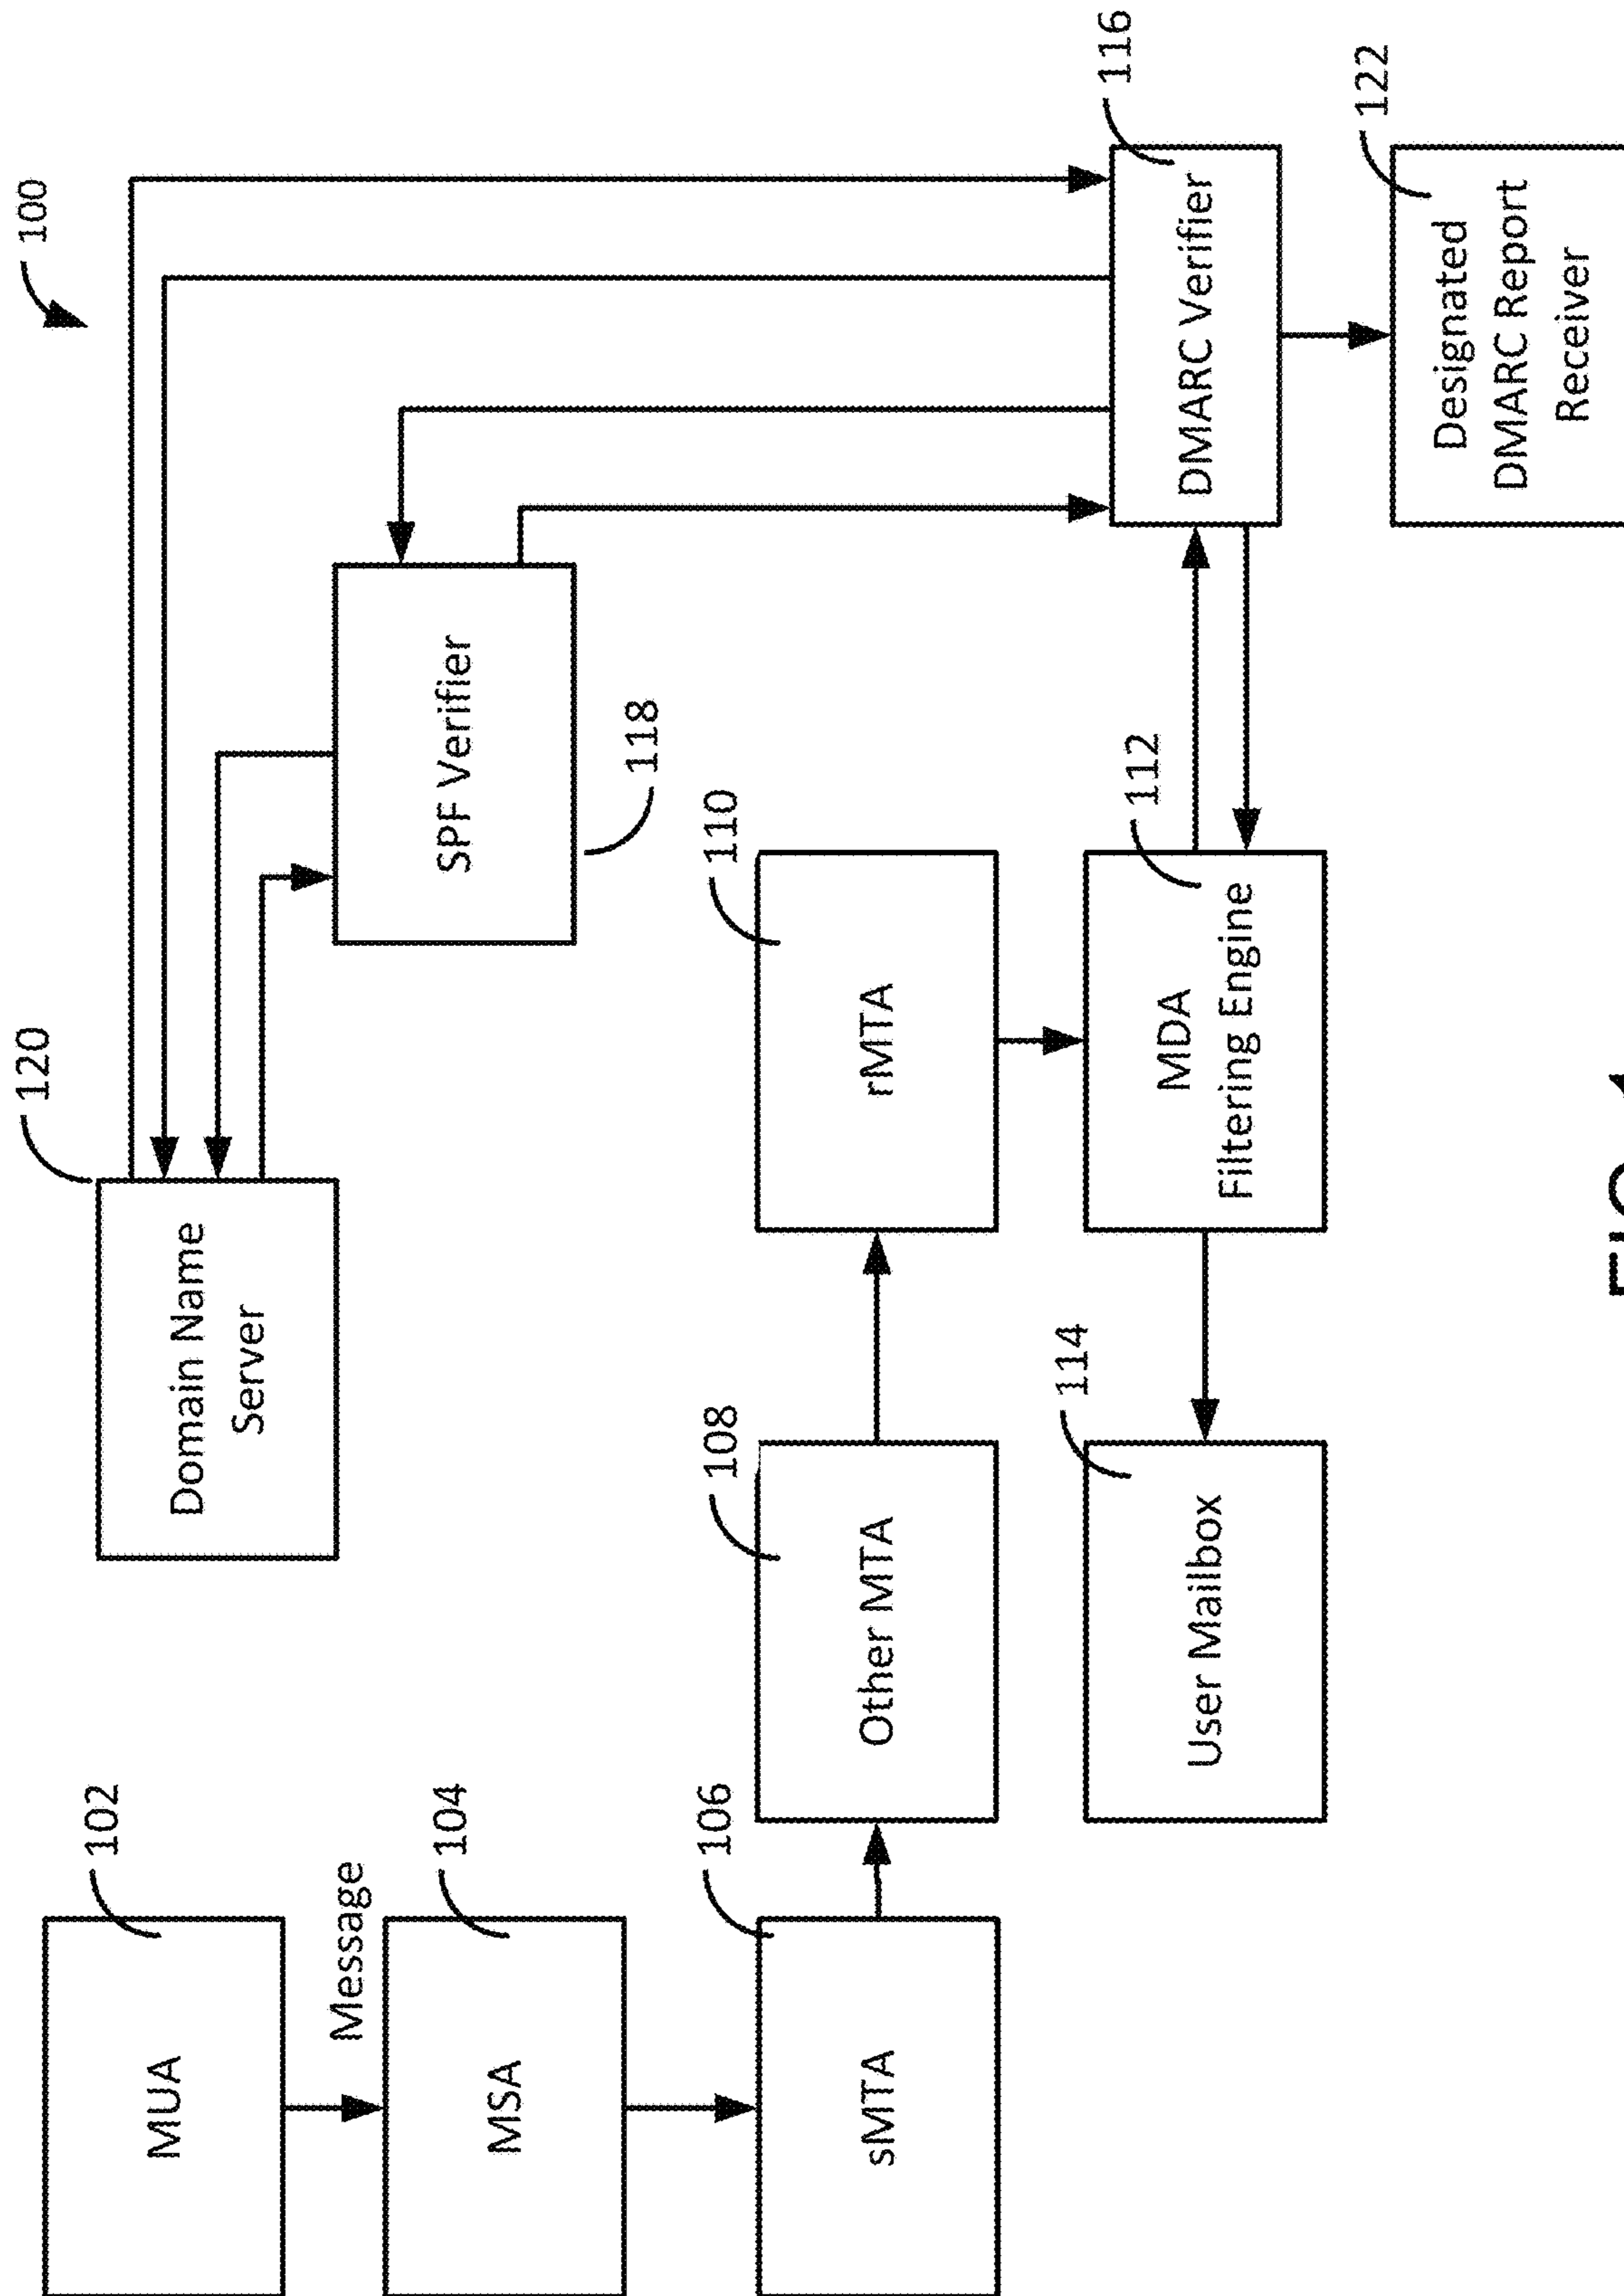 100
120
Domain Name
Server
102
MUA
Message
SPF Verifier
118
104
MSA
106
sMTA
108
Other MTA
110
rMTA
114
User Mailbox
112
MDA
Filtering Engine
116
DMARC Verifier
122
Designated
DMARC Report
Receiver